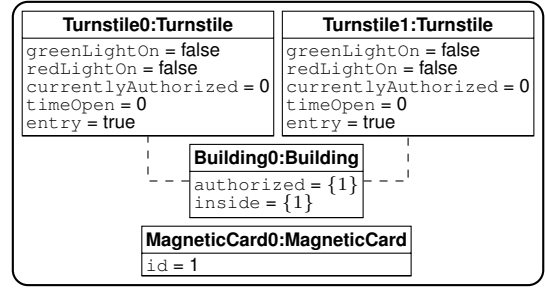 Turnstile0:Turnstile
greenLightOn = false
redLightOn = false
currentlyAuthorized = 0
timeOpen = 0
entry = true
Turnstile1:Turnstile
greenLightOn = false
redLightOn = false
currentlyAuthorized = 0
timeOpen = 0
entry = true
Building0:Building
authorized = {1}
inside = {1}
MagneticCard0:MagneticCard
id = 1